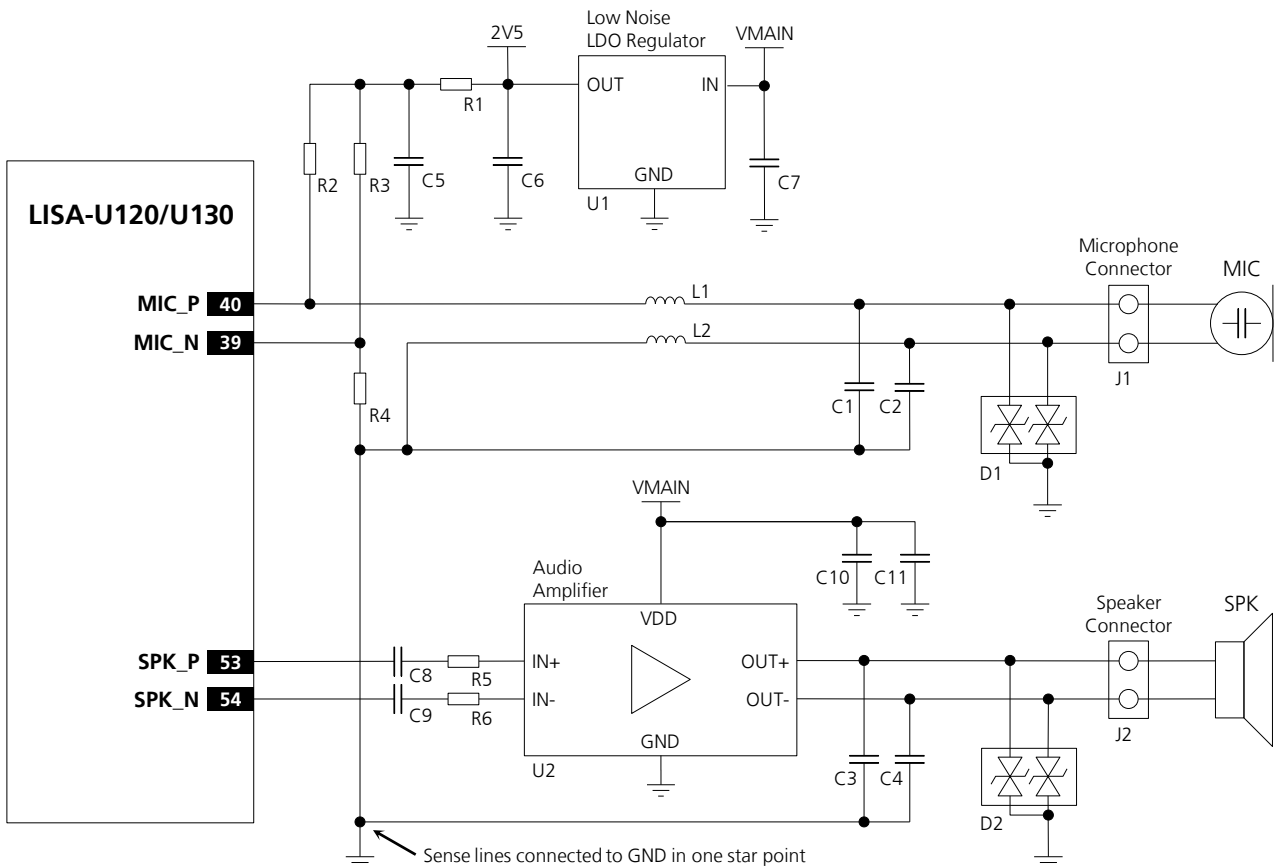 Low Noise
LDO Regulator
2V5
VMAIN
OUT
IN
R1
GND
R2
R3
C5
C6
U1
C7
LISA-U120/U130
Microphone
Connector
MIC
MIC_P 40
L1
MIC_N 39
L2
J1
R4
C1
C2
D1
VMAIN
Audio
Amplifier
C10
C11
VDD
Speaker
Connector
SPK
SPK_P 53
C8
R5
IN+
OUT+
SPK_N 54
C9
R6
IN-
OUT-
GND
J2
U2
C3
C4
D2
Sense lines connected to GND in one star point